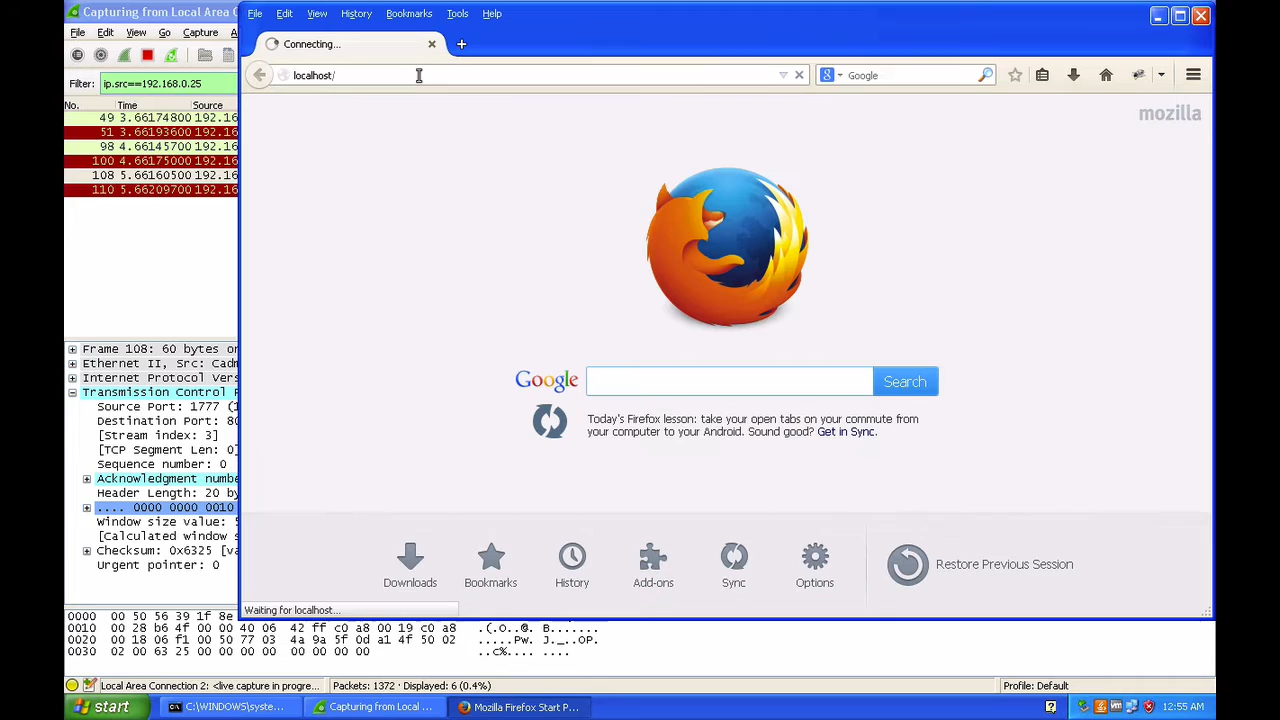 Capturing from Local Area C
File Edit View Go Capture A
Filter: ip.src==192.168.0.25
No. Time Source
49 3.66174800 192.16
51 3.66193600 192.16
98 4.66145700 192.16
100 4.66175000 192.16
108 5.66160500 192.16
110 5.66209700 192.16
Frame 108: 60 bytes on
Ethernet II, Src: Cadm
Internet Protocol Vers
Transmission Control P
Source Port: 1777 (1
Destination Port: 80
[Stream index: 3]
[TCP Segment Len: 0]
Sequence number: 0
Acknowledgment numbe
Header Length: 20 by
.... 0000 0000 0010
window size value: 5
[Calculated window s
Checksum: 0x6325 [va
Urgent pointer: 0
0000 00 50 56 39 1f 8e
0010 00 28 b6 4f 00 00 40 06 42 ff c0 a8 00 19 c0 a8 .(.O..@. B.......
0020 00 18 06 f1 00 50 77 03 4a 9a 5f 0d a1 4f 50 02 .....Pw. J._..OP.
0030 02 00 63 25 00 00 00 00 00 00 00 00 ..c%.... ....
Local Area Connection 2: <live capture in progre... Packets: 1372 · Displayed: 6 (0.4%) Profile: Default
File Edit View History Bookmarks Tools Help
Connecting...
localhost/
Google
mozilla
Google Search
Today's Firefox lesson: take your open tabs on your commute from
your computer to your Android. Sound good? Get in Sync.
Downloads Bookmarks History Add-ons Sync Options Restore Previous Session
Waiting for localhost...
start C:\WINDOWS\syste... Capturing from Local ... Mozilla Firefox Start P... 12:55 AM